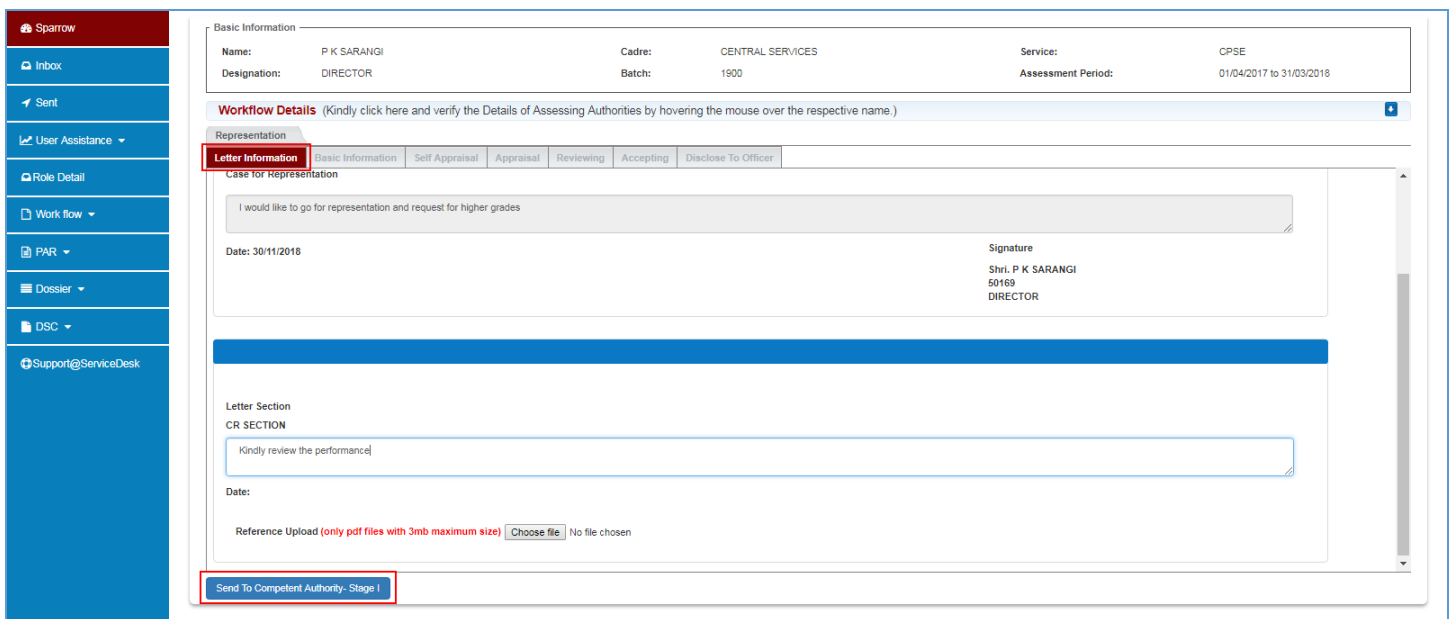 Sparrow
Inbox
Sent
User Assistance
Role Detail
Work flow
PAR
Dossier
DSC
Support@ServiceDesk
Basic Information
Name: P K SARANGI Cadre: CENTRAL SERVICES Service: CPSE
Designation: DIRECTOR Batch: 1900 Assessment Period: 01/04/2017 to 31/03/2018
Workflow Details (Kindly click here and verify the Details of Assessing Authorities by hovering the mouse over the respective name.)
Representation
Letter Information Basic Information Self Appraisal Appraisal Reviewing Accepting Disclose To Officer
Case for Representation
I would like to go for representation and request for higher grades
Date: 30/11/2018 Signature
Shri. P K SARANGI
50169
DIRECTOR
Letter Section
CR SECTION
Kindly review the performance
Date:
Reference Upload (only pdf files with 3mb maximum size) Choose file No file chosen
Send To Competent Authority- Stage I